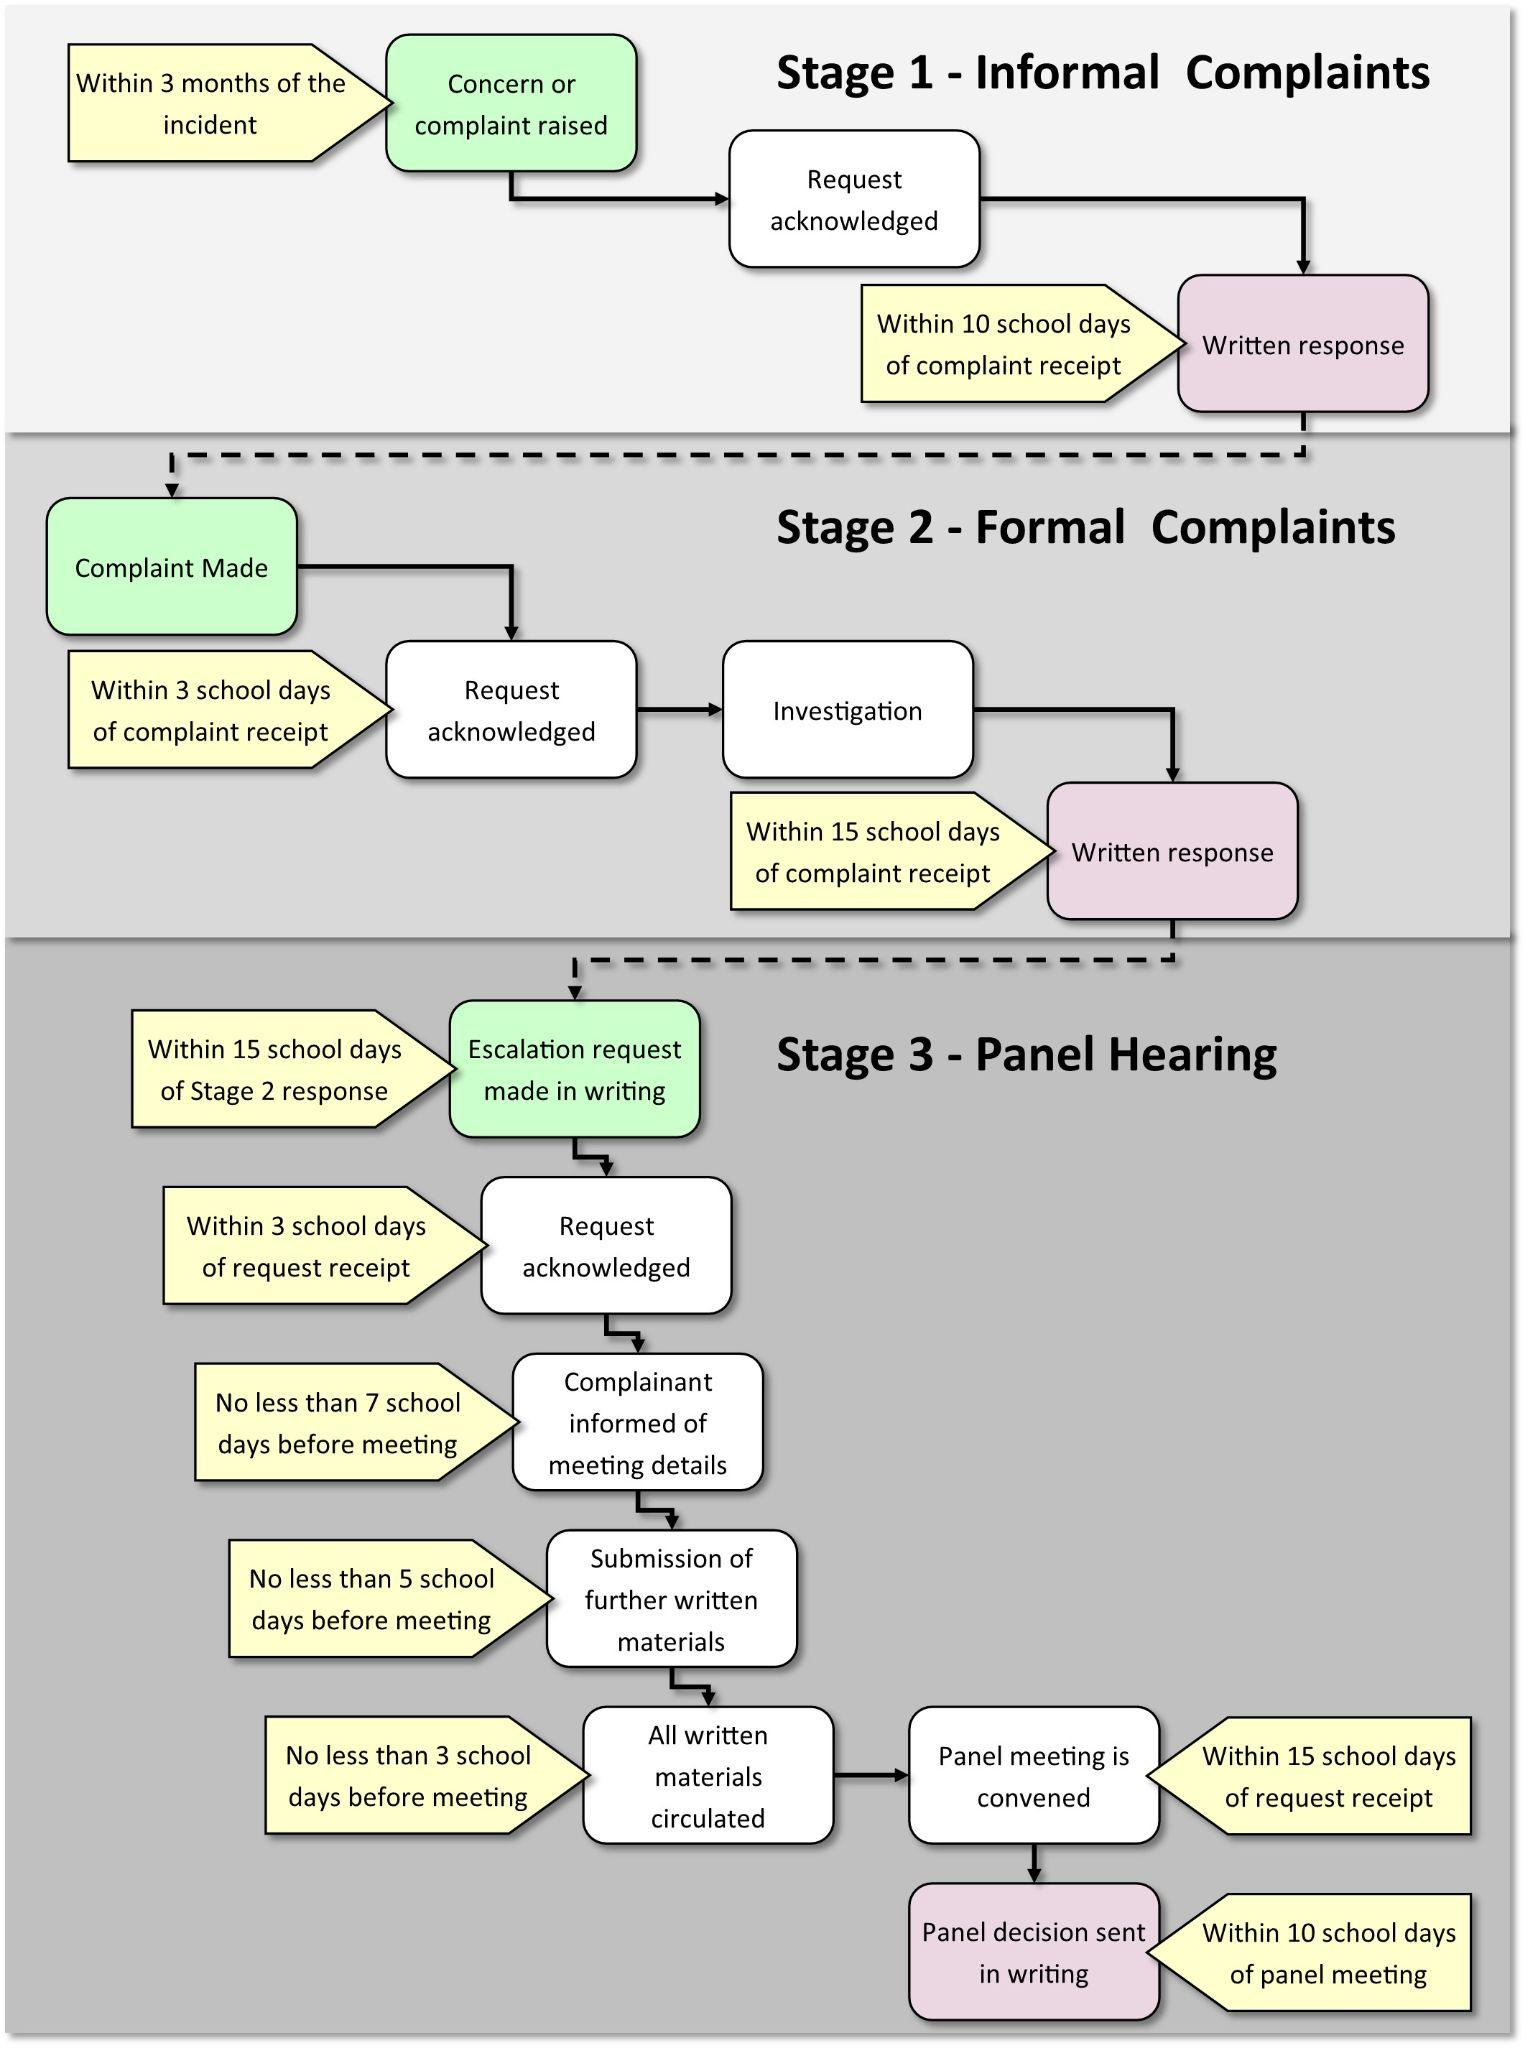 Stage 1 - Informal  Complaints
Within 3 months of the
incident
Concern or
complaint raised
Request
acknowledged
Within 10 school days
of complaint receipt
Written response
Stage 2 - Formal  Complaints
Complaint Made
Within 3 school days
of complaint receipt
Request
acknowledged
Investigation
Within 15 school days
of complaint receipt
Written response
Stage 3 - Panel Hearing
Within 15 school days
of Stage 2 response
Escalation request
made in writing
Within 3 school days
of request receipt
Request
acknowledged
No less than 7 school
days before meeting
Complainant
informed of
meeting details
No less than 5 school
days before meeting
Submission of
further written
materials
No less than 3 school
days before meeting
All written
materials
circulated
Panel meeting is
convened
Within 15 school days
of request receipt
Panel decision sent
in writing
Within 10 school days
of panel meeting